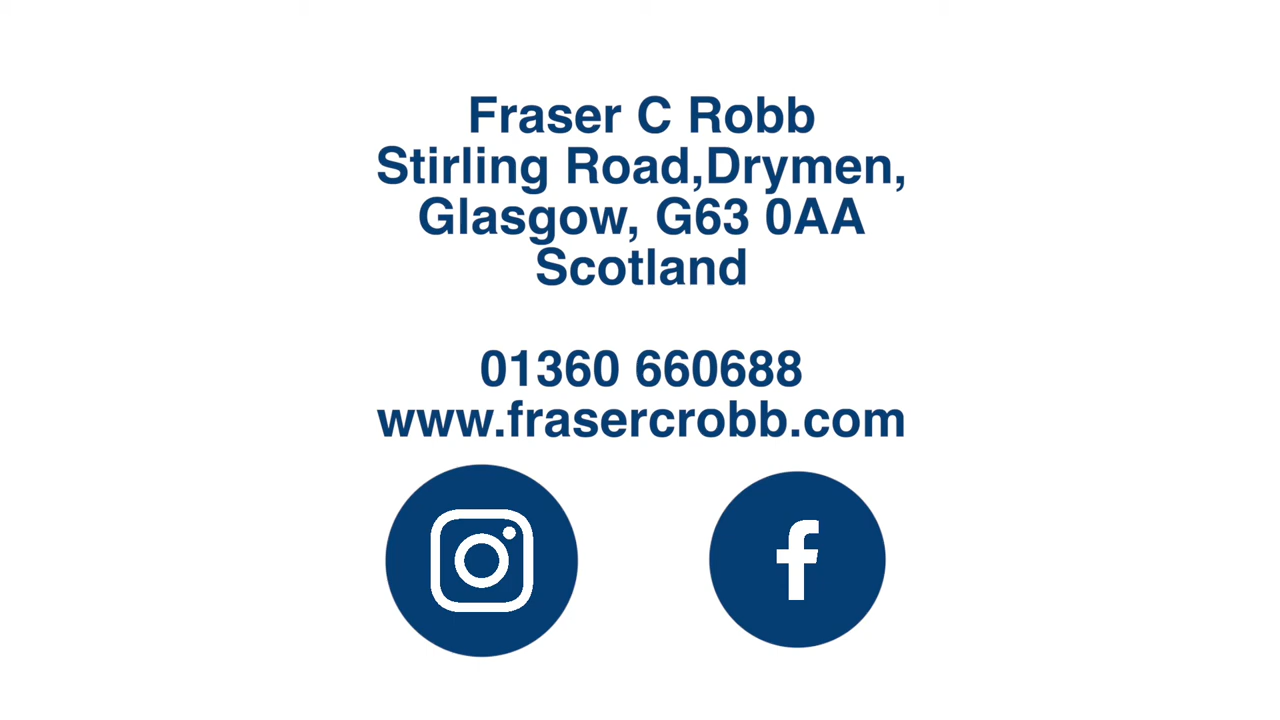 Fraser C Robb
Stirling Road,Drymen,
Glasgow, G63 0AA
Scotland
01360 660688
www.frasercrobb.com